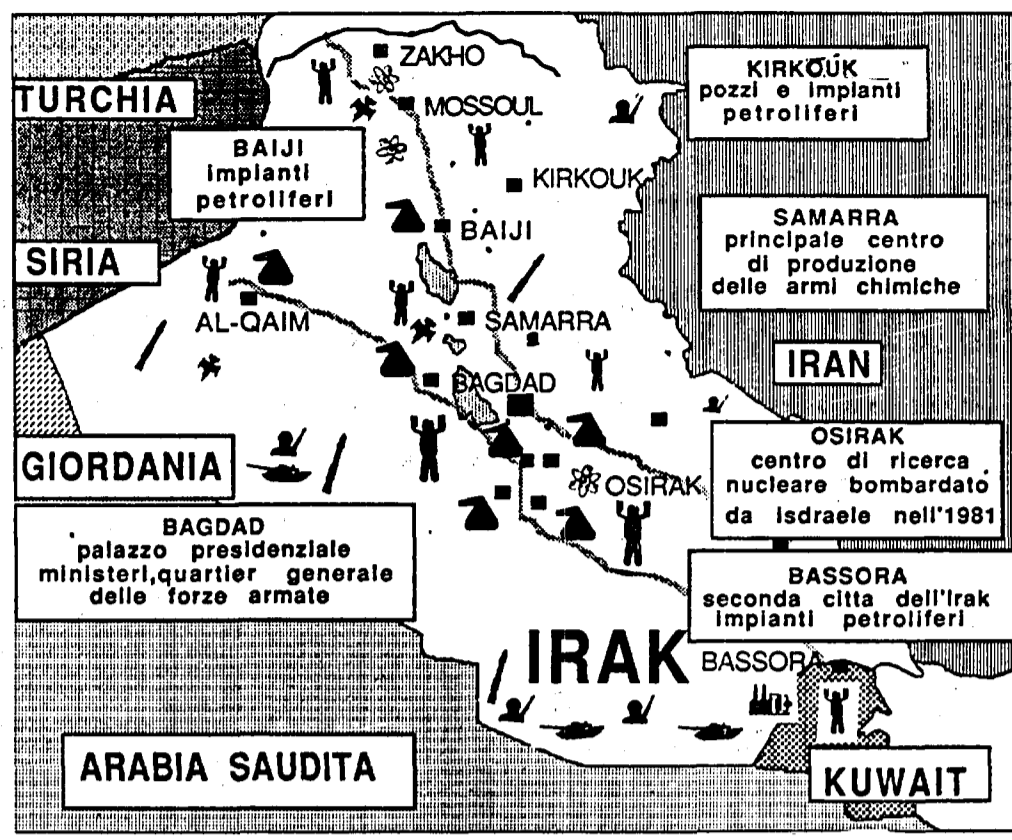 ZAKHO
TURCHIA
MOSSOUL
KIRKOUK
pozzi e impianti
petroliferi
BAIJI
impianti
petroliferi
KIRKOUK
BAIJI
SAMARRA
principale centro
di produzione
delle armi chimiche
SIRIA
AL-QAIM
SAMARRA
IRAN
BAGDAD
GIORDANIA
OSIRAK
OSIRAK
centro di ricerca
nucleare bombardato
da isdraele nell'1981
BAGDAD
palazzo presidenziale
ministeri,quartier generale
delle forze armate
BASSORA
seconda citta dell'Irak
impianti petroliferi
IRAK
BASSORA
ARABIA SAUDITA
KUWAIT